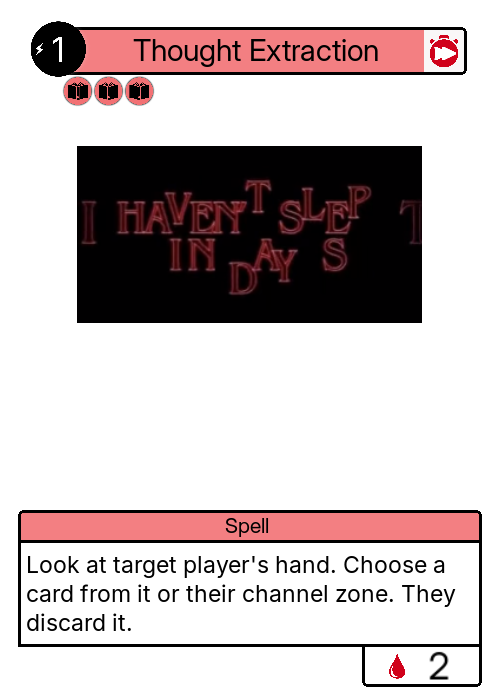 1 Thought Extraction
I HAVEN'T SLEPT
IN DAYS
Spell
Look at target player's hand. Choose a
card from it or their channel zone. They
discard it.
2